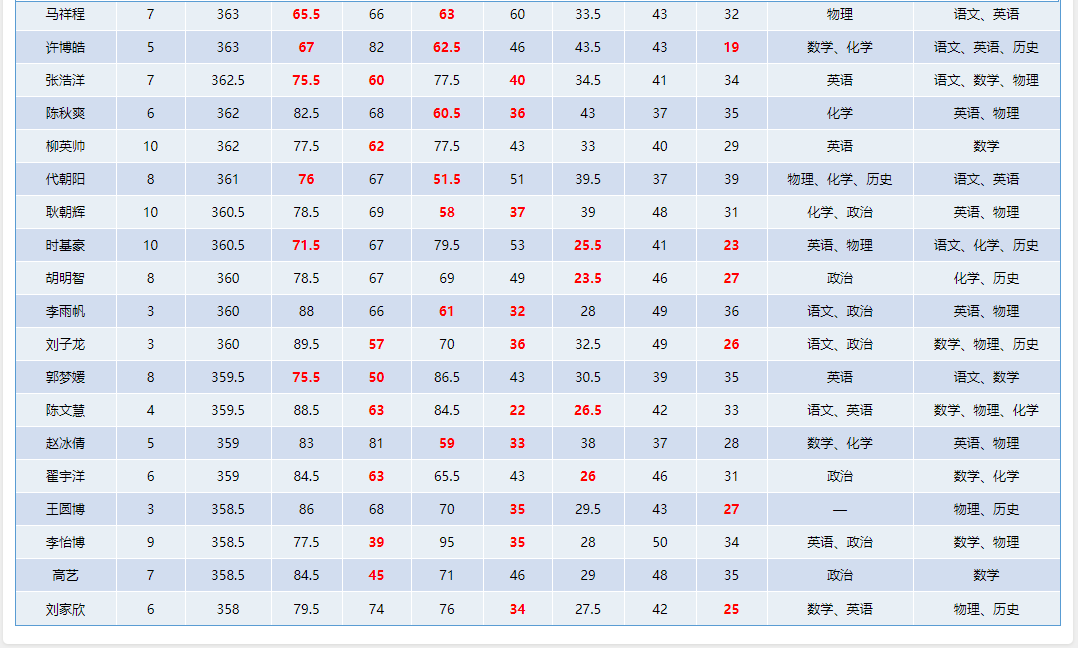 马祥程 7 363 65.5 66 63 60 33.5 43 32 物理 语文、英语
许博皓 5 363 67 82 62.5 46 43.5 43 19 数学、化学 语文、英语、历史
张浩洋 7 362.5 75.5 60 77.5 40 34.5 41 34 英语 语文、数学、物理
陈秋爽 6 362 82.5 68 60.5 36 43 37 35 化学 英语、物理
柳英帅 10 362 77.5 62 77.5 43 33 40 29 英语 数学
代朝阳 8 361 76 67 51.5 51 39.5 37 39 物理、化学、历史 语文、英语
耿朝辉 10 360.5 78.5 69 58 37 39 48 31 化学、政治 英语、物理
时基豪 10 360.5 71.5 67 79.5 53 25.5 41 23 英语、物理 语文、化学、历史
胡明智 8 360 78.5 67 69 49 23.5 46 27 政治 化学、历史
李雨帆 3 360 88 66 61 32 28 49 36 语文、政治 英语、物理
刘子龙 3 360 89.5 57 70 36 32.5 49 26 语文、政治 数学、物理、历史
郭梦媛 8 359.5 75.5 50 86.5 43 30.5 39 35 英语 语文、数学
陈文慧 4 359.5 88.5 63 84.5 22 26.5 42 33 语文、英语 数学、物理、化学
赵冰倩 5 359 83 81 59 33 38 37 28 数学、化学 英语、物理
翟宇洋 6 359 84.5 63 65.5 43 26 46 31 政治 数学、化学
王圆博 3 358.5 86 68 70 35 29.5 43 27 — 物理、历史
李怡博 9 358.5 77.5 39 95 35 28 50 34 英语、政治 数学、物理
高艺 7 358.5 84.5 45 71 46 29 48 35 政治 数学
刘家欣 6 358 79.5 74 76 34 27.5 42 25 数学、英语 物理、历史